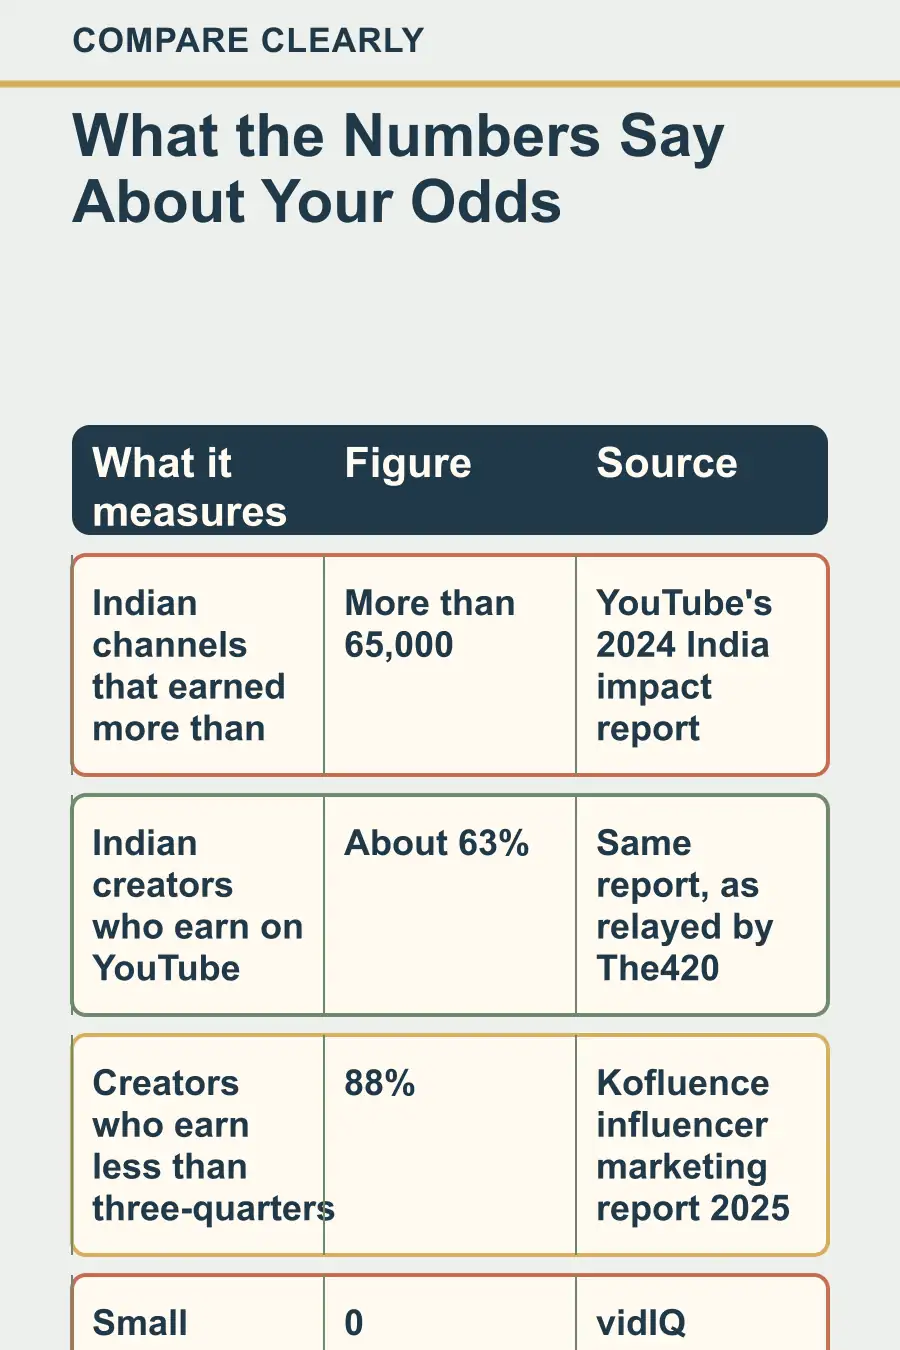 COMPARE CLEARLY
What the Numbers Say
About Your Odds
What it
measures
Figure
Source
Indian
channels
that earned
more than
More than
65,000
YouTube's
2024 India
impact
report
Indian
creators
who earn on
YouTube
About 63%
Same
report, as
relayed by
The420
Creators
who earn
less than
three-quarters
88%
Kofluence
influencer
marketing
report 2025
Small
0
vidIQ